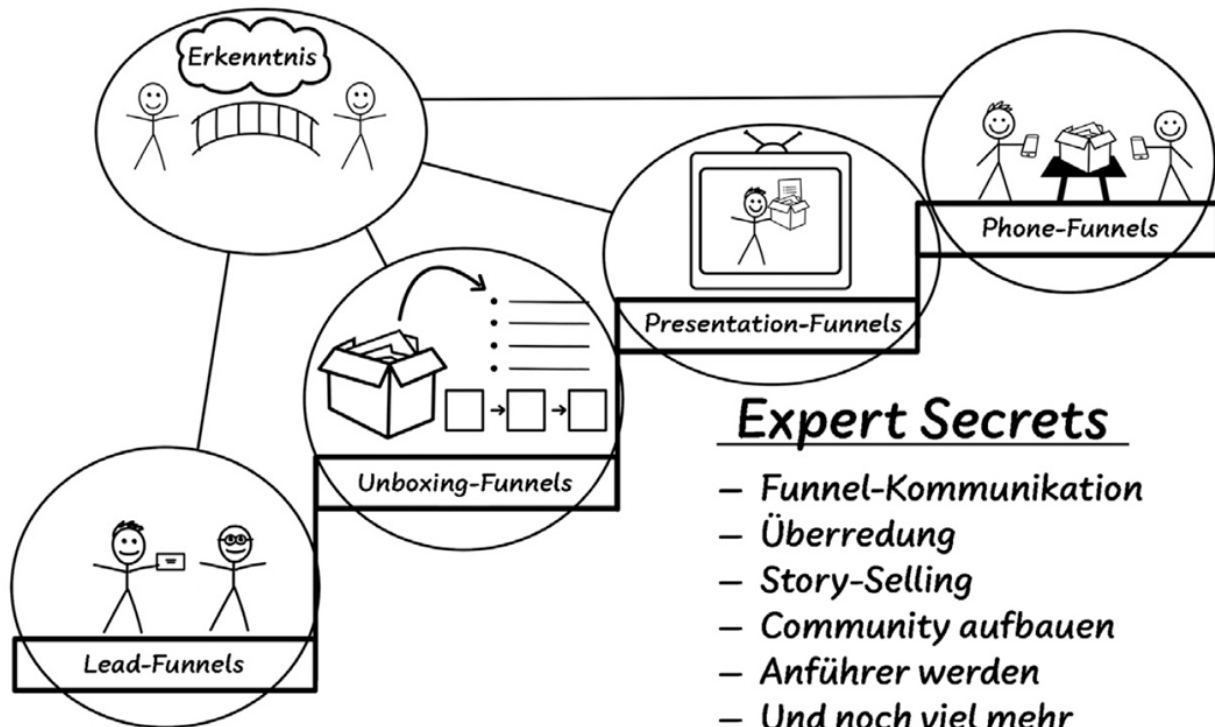 Erkenntnis
Phone-Funnels
Presentation-Funnels
Unboxing-Funnels
Lead-Funnels
Expert Secrets
– Funnel-Kommunikation
– Überredung
– Story-Selling
– Community aufbauen
– Anführer werden
– Und noch viel mehr